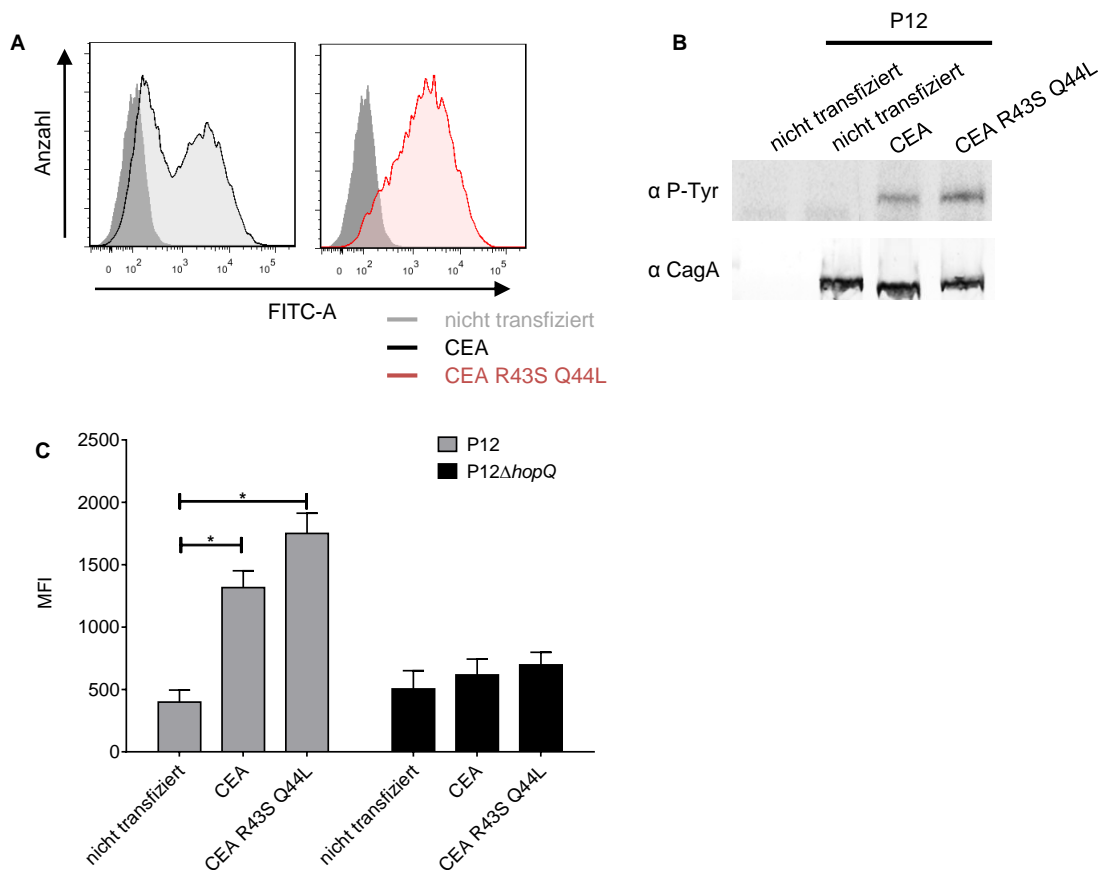 A
Anzahl
0 10² 10³ 10⁴ 10⁵
0 10² 10³ 10⁴ 10⁵
FITC-A
nicht transfiziert
CEA
CEA R43S Q44L
B
P12
nicht transfiziert
nicht transfiziert
CEA
CEA R43S Q44L
α P-Tyr
α CagA
C
2500
2000
1500
1000
500
0
MFI
P12
P12ΔhopQ
*
*
nicht transfiziert
CEA
CEA R43S Q44L
nicht transfiziert
CEA
CEA R43S Q44L